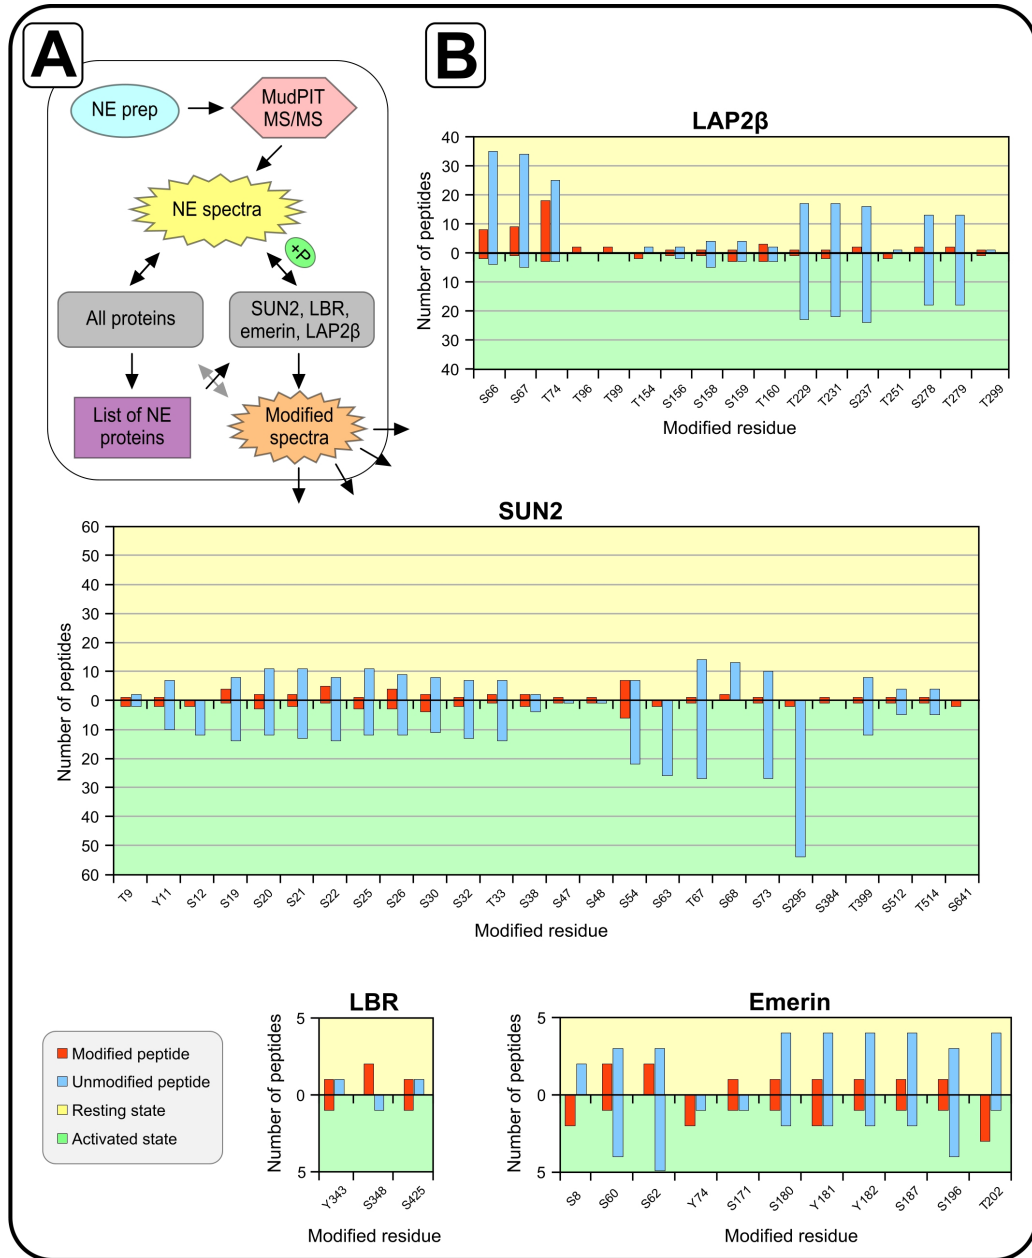 A
NE prep
MudPIT
MS/MS
NE spectra
±P
All proteins
SUN2, LBR,
emerin, LAP2β
List of NE
proteins
Modified
spectra
B
LAP2β
Number of peptides
40
30
20
10
0
10
20
30
40
S66 S67 T74 T96 T99 T154 S156 S158 S159 T160 T229 T231 S237 T251 S278 T279 T299
Modified residue
SUN2
Number of peptides
60
50
40
30
20
10
0
10
20
30
40
50
60
T9 Y11 S12 S19 S20 S21 S22 S25 S26 S30 S32 T33 S38 S47 S48 S54 S63 T67 S68 S73 S295 S384 T399 S512 T514 S641
Modified residue
Modified peptide
Unmodified peptide
Resting state
Activated state
LBR
Number of peptides
5
0
5
Y343 S348 S425
Modified residue
Emerin
Number of peptides
5
0
5
S8 S60 S62 Y74 S171 S180 Y181 Y182 S187 S196 T202
Modified residue